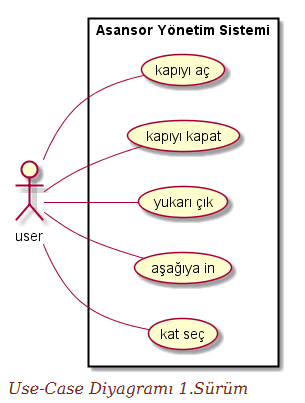 Asansor Yönetim Sistemi
kapıyı aç
kapıyı kapat
yukarı çık
user
aşağıya in
kat seç
Use-Case Diyagramı 1.Sürüm